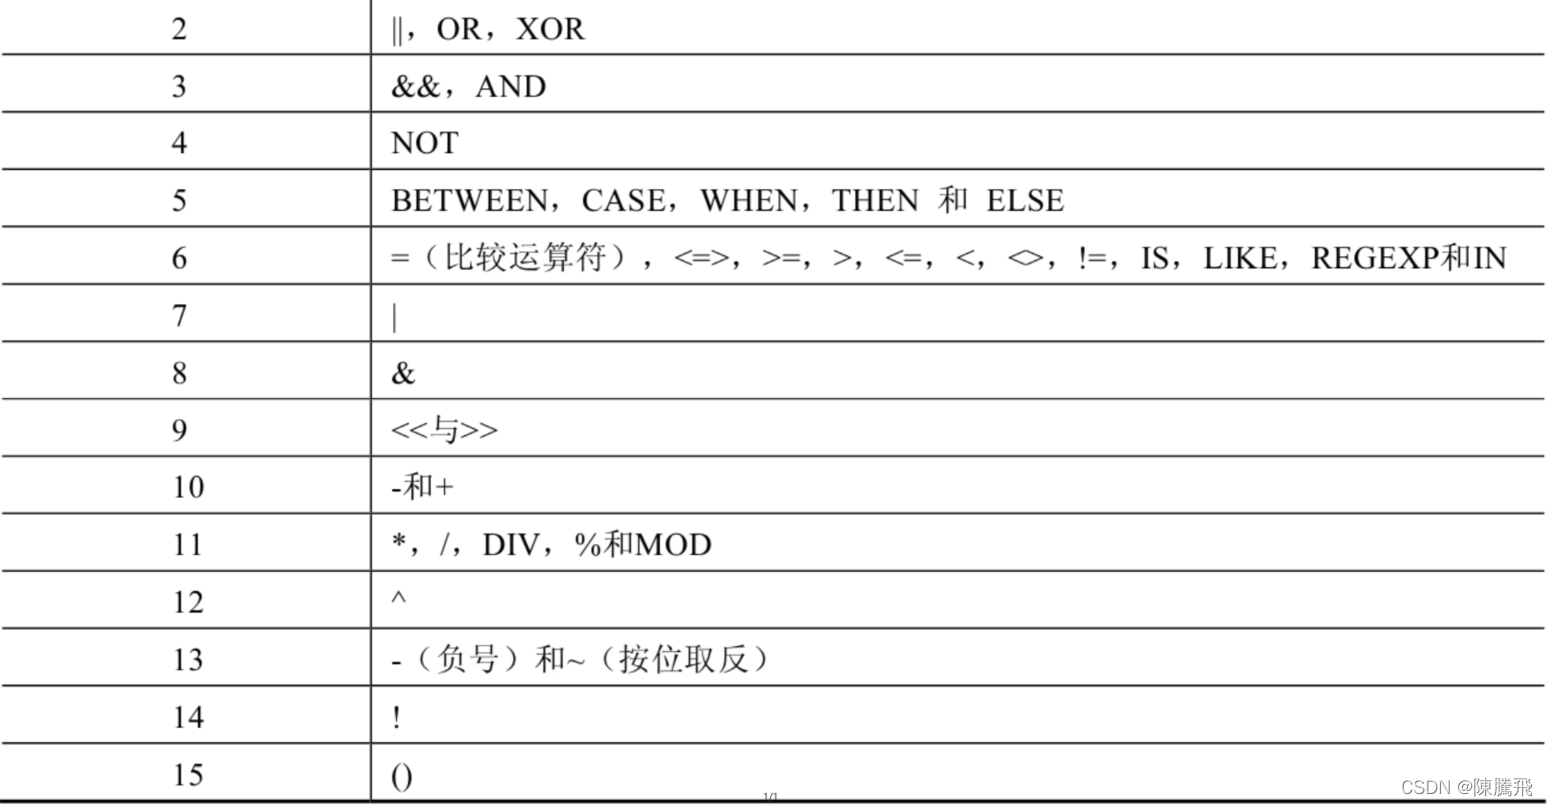 2 ||，OR，XOR
3 &&，AND
4 NOT
5 BETWEEN，CASE，WHEN，THEN 和 ELSE
6 =（比较运算符），<=>，>=，>，<=，<，<>，!=，IS，LIKE，REGEXP和IN
7 |
8 &
9 <<与>>
10 -和+
11 *，/，DIV，%和MOD
12 ^
13 -（负号）和~（按位取反）
14 !
15 ()
1/1
CSDN @陳騰飛